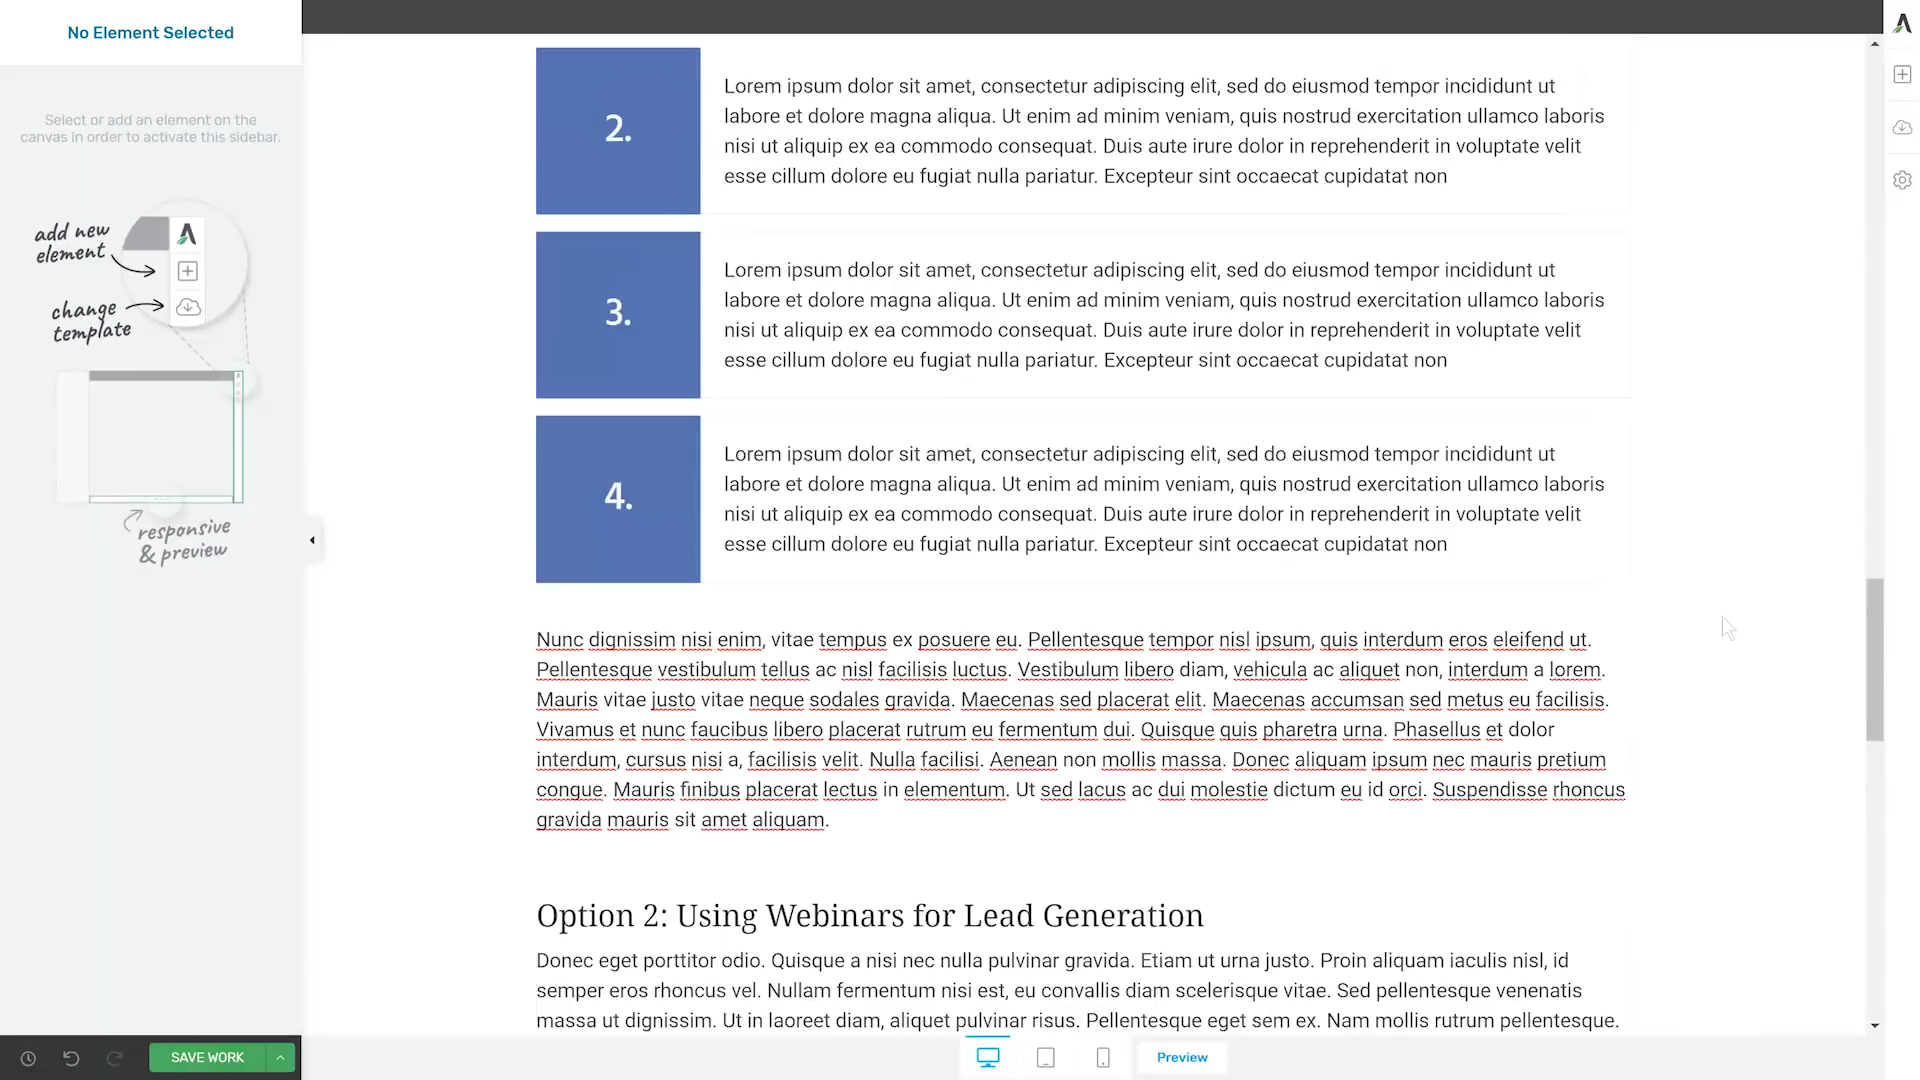 No Element Selected
Select or add an element on the
canvas in order to activate this sidebar.
add new
element
change
template
responsive
& preview
2.
Lorem ipsum dolor sit amet, consectetur adipiscing elit, sed do eiusmod tempor incididunt ut
labore et dolore magna aliqua. Ut enim ad minim veniam, quis nostrud exercitation ullamco laboris
nisi ut aliquip ex ea commodo consequat. Duis aute irure dolor in reprehenderit in voluptate velit
esse cillum dolore eu fugiat nulla pariatur. Excepteur sint occaecat cupidatat non
3.
Lorem ipsum dolor sit amet, consectetur adipiscing elit, sed do eiusmod tempor incididunt ut
labore et dolore magna aliqua. Ut enim ad minim veniam, quis nostrud exercitation ullamco laboris
nisi ut aliquip ex ea commodo consequat. Duis aute irure dolor in reprehenderit in voluptate velit
esse cillum dolore eu fugiat nulla pariatur. Excepteur sint occaecat cupidatat non
4.
Lorem ipsum dolor sit amet, consectetur adipiscing elit, sed do eiusmod tempor incididunt ut
labore et dolore magna aliqua. Ut enim ad minim veniam, quis nostrud exercitation ullamco laboris
nisi ut aliquip ex ea commodo consequat. Duis aute irure dolor in reprehenderit in voluptate velit
esse cillum dolore eu fugiat nulla pariatur. Excepteur sint occaecat cupidatat non
Nunc dignissim nisi enim, vitae tempus ex posuere eu. Pellentesque tempor nisl ipsum, quis interdum eros eleifend ut.
Pellentesque vestibulum tellus ac nisl facilisis luctus. Vestibulum libero diam, vehicula ac aliquet non, interdum a lorem.
Mauris vitae justo vitae neque sodales gravida. Maecenas sed placerat elit. Maecenas accumsan sed metus eu facilisis.
Vivamus et nunc faucibus libero placerat rutrum eu fermentum dui. Quisque quis pharetra urna. Phasellus et dolor
interdum, cursus nisi a, facilisis velit. Nulla facilisi. Aenean non mollis massa. Donec aliquam ipsum nec mauris pretium
congue. Mauris finibus placerat lectus in elementum. Ut sed lacus ac dui molestie dictum eu id orci. Suspendisse rhoncus
gravida mauris sit amet aliquam.
Option 2: Using Webinars for Lead Generation
Donec eget porttitor odio. Quisque a nisi nec nulla pulvinar gravida. Etiam ut urna justo. Proin aliquam iaculis nisl, id
semper eros rhoncus vel. Nullam fermentum nisi est, eu convallis diam scelerisque vitae. Sed pellentesque venenatis
massa ut dignissim. Ut in laoreet diam, aliquet pulvinar risus. Pellentesque eget sem ex. Nam mollis rutrum pellentesque.
SAVE WORK
Preview